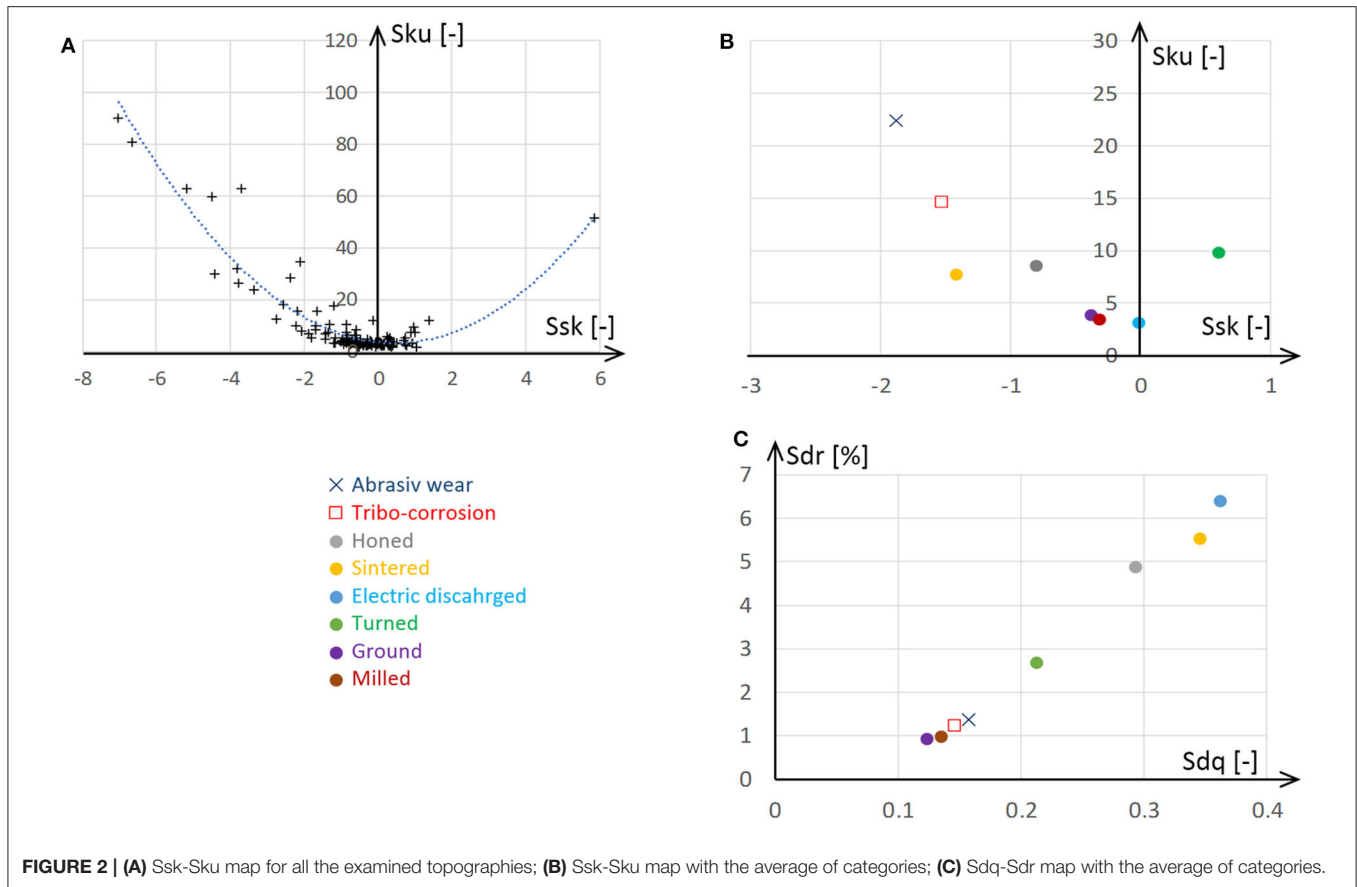 A
Sku [-]
120
100
80
60
40
20
0
Ssk [-]
-8 -6 -4 -2 0 2 4 6
B
30
Sku [-]
25
20
15
10
5
Ssk [-]
0
-3 -2 -1 0 1
Abrasiv wear
Tribo-corrosion
Honed
Sintered
Electric discahrged
Turned
Ground
Milled
C
Sdr [%]
7
6
5
4
3
2
1
Sdq [-]
0
0 0.1 0.2 0.3 0.4
FIGURE 2 | (A) Ssk-Sku map for all the examined topographies; (B) Ssk-Sku map with the average of categories; (C) Sdq-Sdr map with the average of categories.